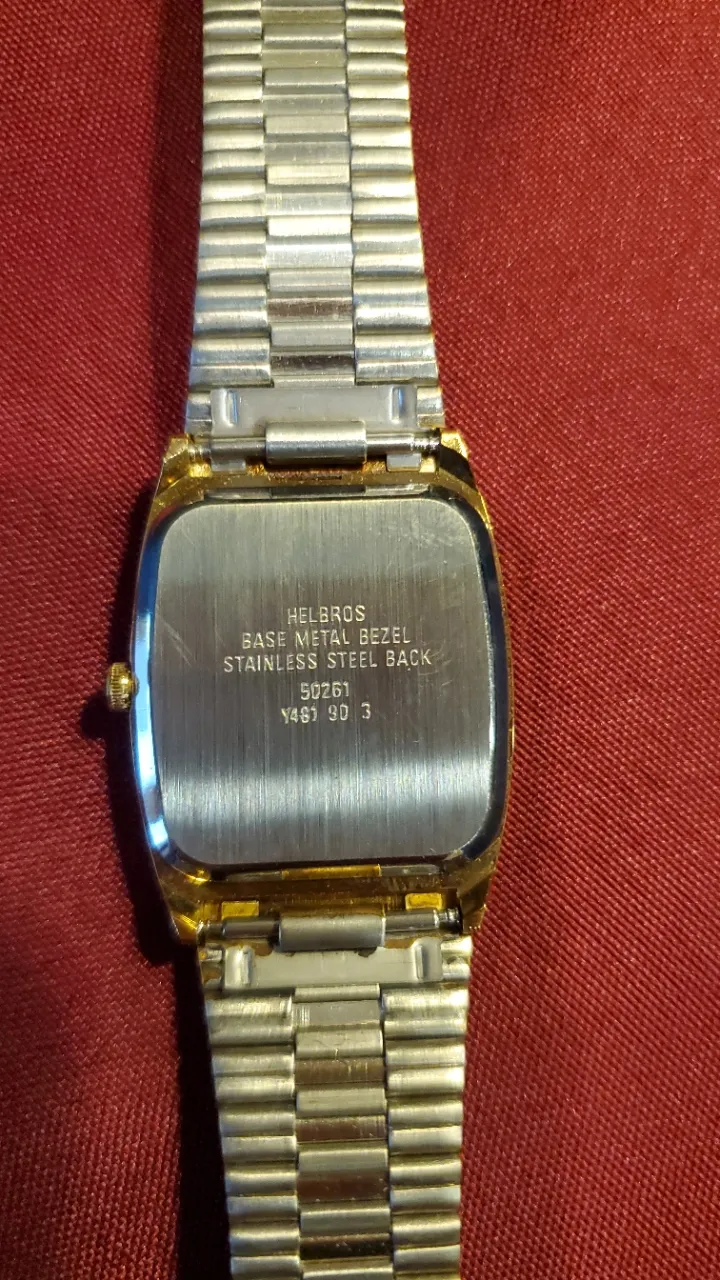 HELBROS
BASE METAL BEZEL
STAINLESS STEEL BACK
50261
Y481 90 3